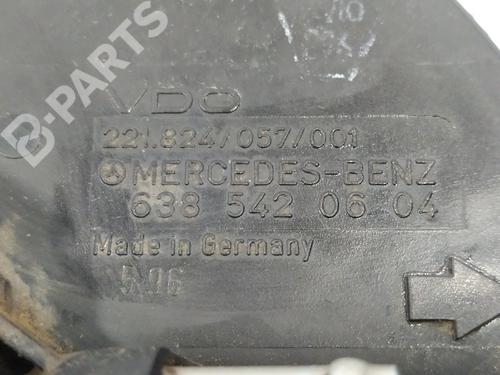 B-PARTS
VDO
221.824/057/001
MERCEDES-BENZ
638 542 06 04
Made in Germany